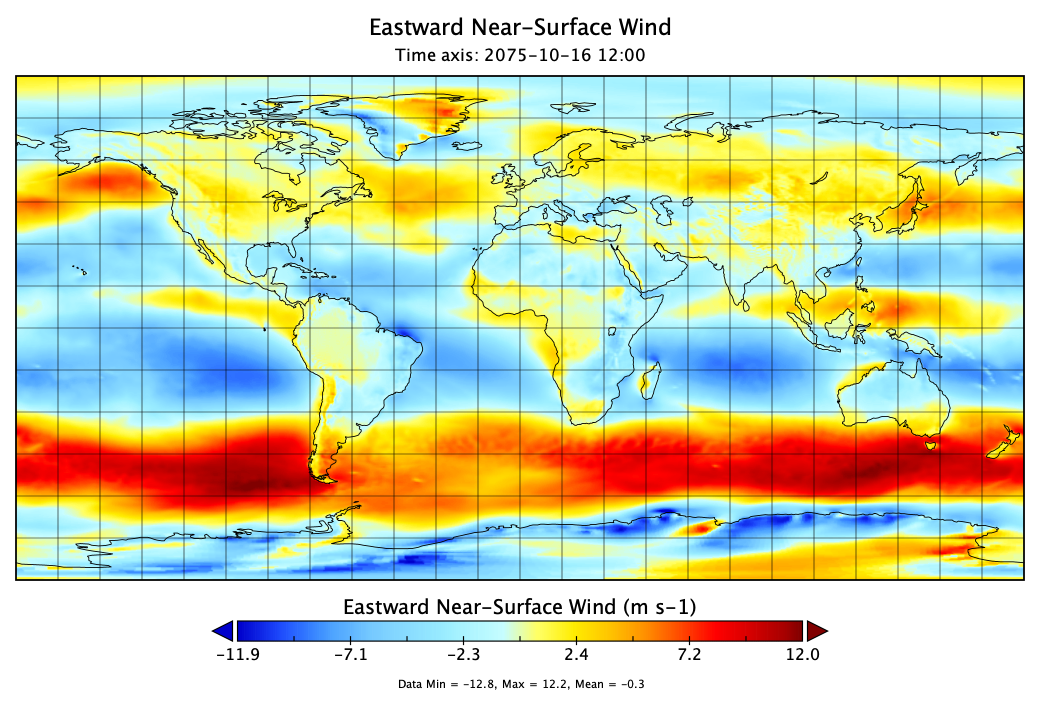 Eastward Near-Surface Wind
Time axis: 2075-10-16 12:00
Eastward Near-Surface Wind (m s-1)
-11.9 -7.1 -2.3 2.4 7.2 12.0
Data Min = -12.8, Max = 12.2, Mean = -0.3